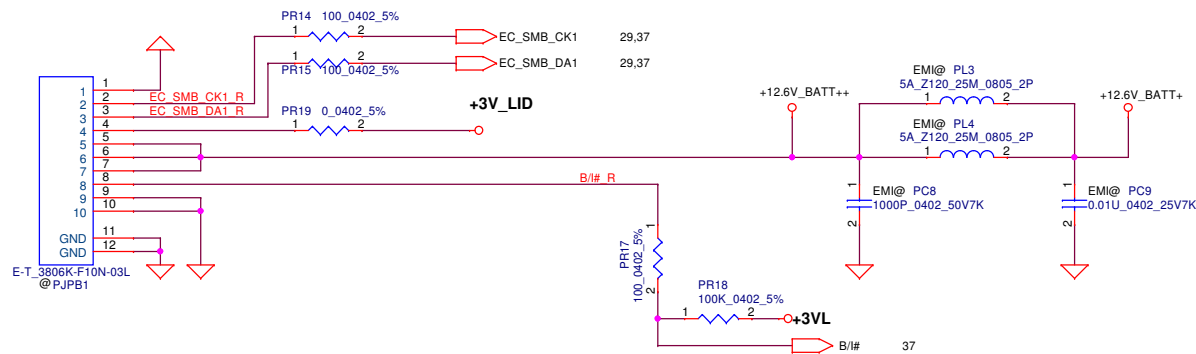 PR14 100_0402_5%
1 2
EC_SMB_CK1 29,37
1 2
EC_SMB_DA1 29,37
PR15 100_0402_5%
EMI@ PL3
5A_Z120_25M_0805_2P
1 2
+12.6V_BATT++
+12.6V_BATT+
1 1
2 2 EC_SMB_CK1_R
3 3 EC_SMB_DA1_R
PR19 0_0402_5%
+3V_LID
4 4
1 2
EMI@ PL4
5A_Z120_25M_0805_2P
1 2
5 5
6 6
7 7
8 8
B/I#_R
9 9
10 10
1
EMI@ PC8
1000P_0402_50V7K
2
1
EMI@ PC9
0.01U_0402_25V7K
2
GND 11
GND 12
E-T_3806K-F10N-03L
@PJPB1
1
PR17
100_0402_5%
2
PR18
100K_0402_5%
1 2
+3VL
B/I# 37